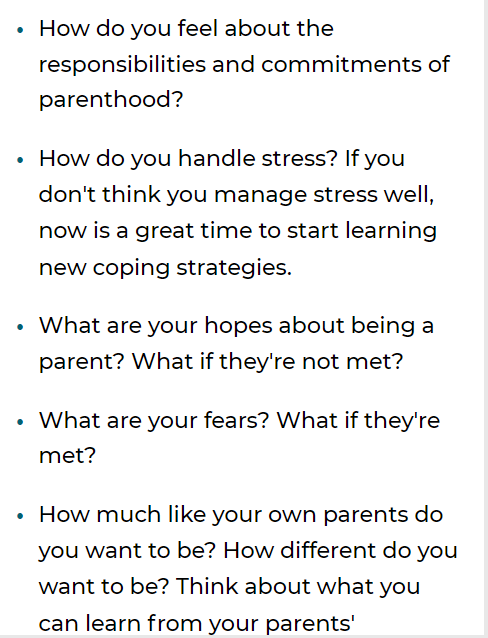 • How do you feel about the
responsibilities and commitments of
parenthood?
• How do you handle stress? If you
don't think you manage stress well,
now is a great time to start learning
new coping strategies.
• What are your hopes about being a
parent? What if they're not met?
• What are your fears? What if they're
met?
• How much like your own parents do
you want to be? How different do you
want to be? Think about what you
can learn from your parents'